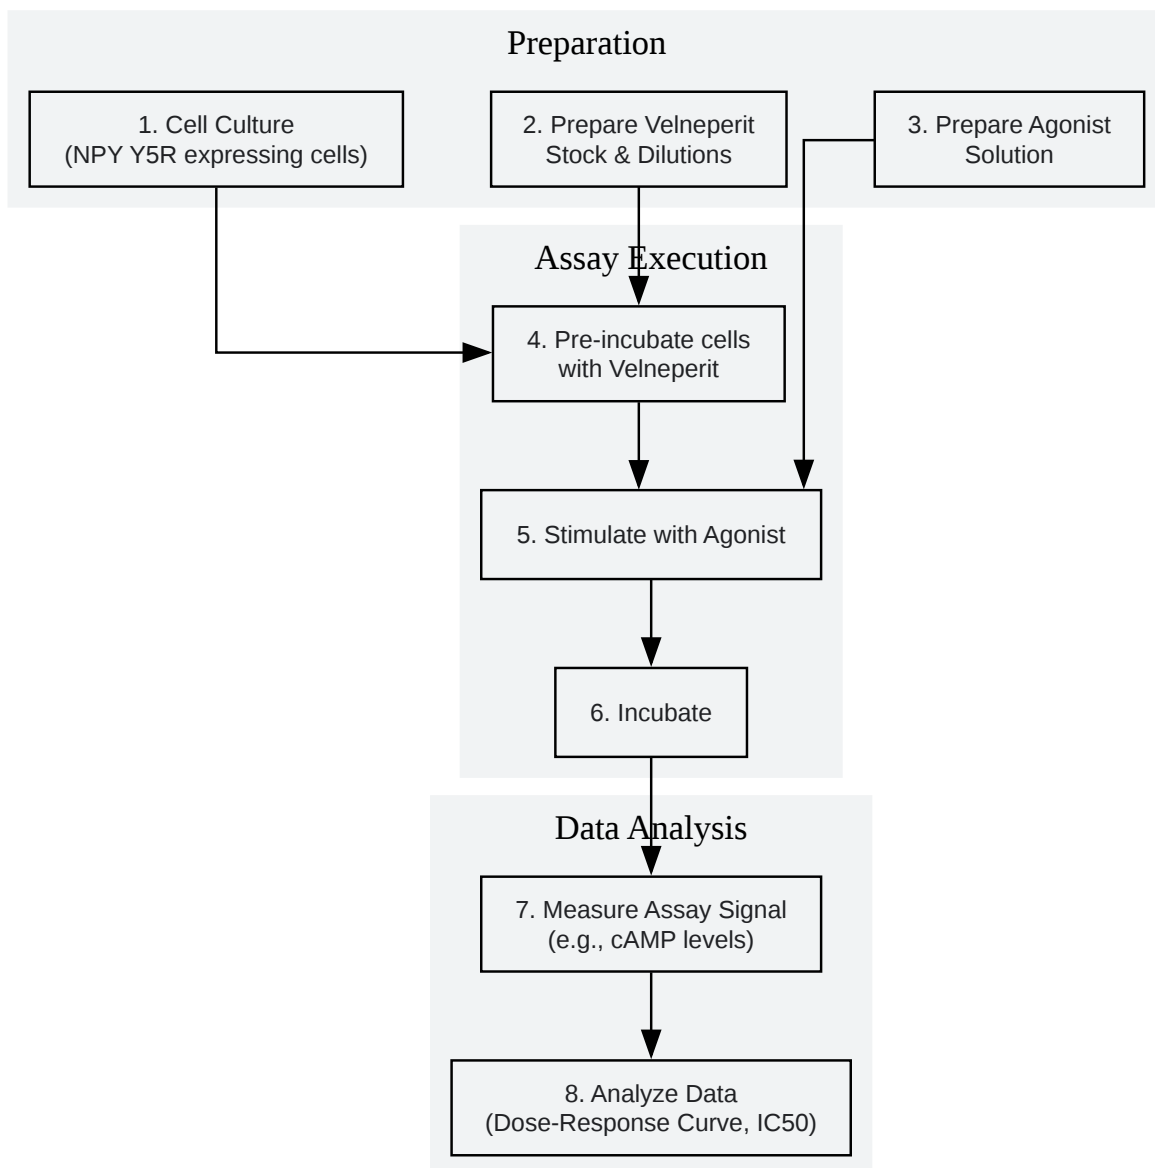 Preparation
1. Cell Culture
(NPY Y5R expressing cells)
2. Prepare Velneperit
Stock & Dilutions
3. Prepare Agonist
Solution
Assay Execution
4. Pre-incubate cells
with Velneperit
5. Stimulate with Agonist
6. Incubate
Data Analysis
7. Measure Assay Signal
(e.g., cAMP levels)
8. Analyze Data
(Dose-Response Curve, IC50)